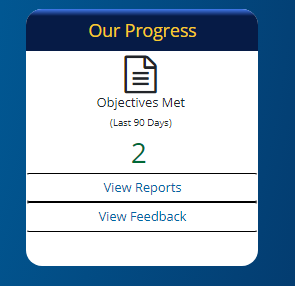 Our Progress
Objectives Met
(Last 90 Days)
2
View Reports
View Feedback